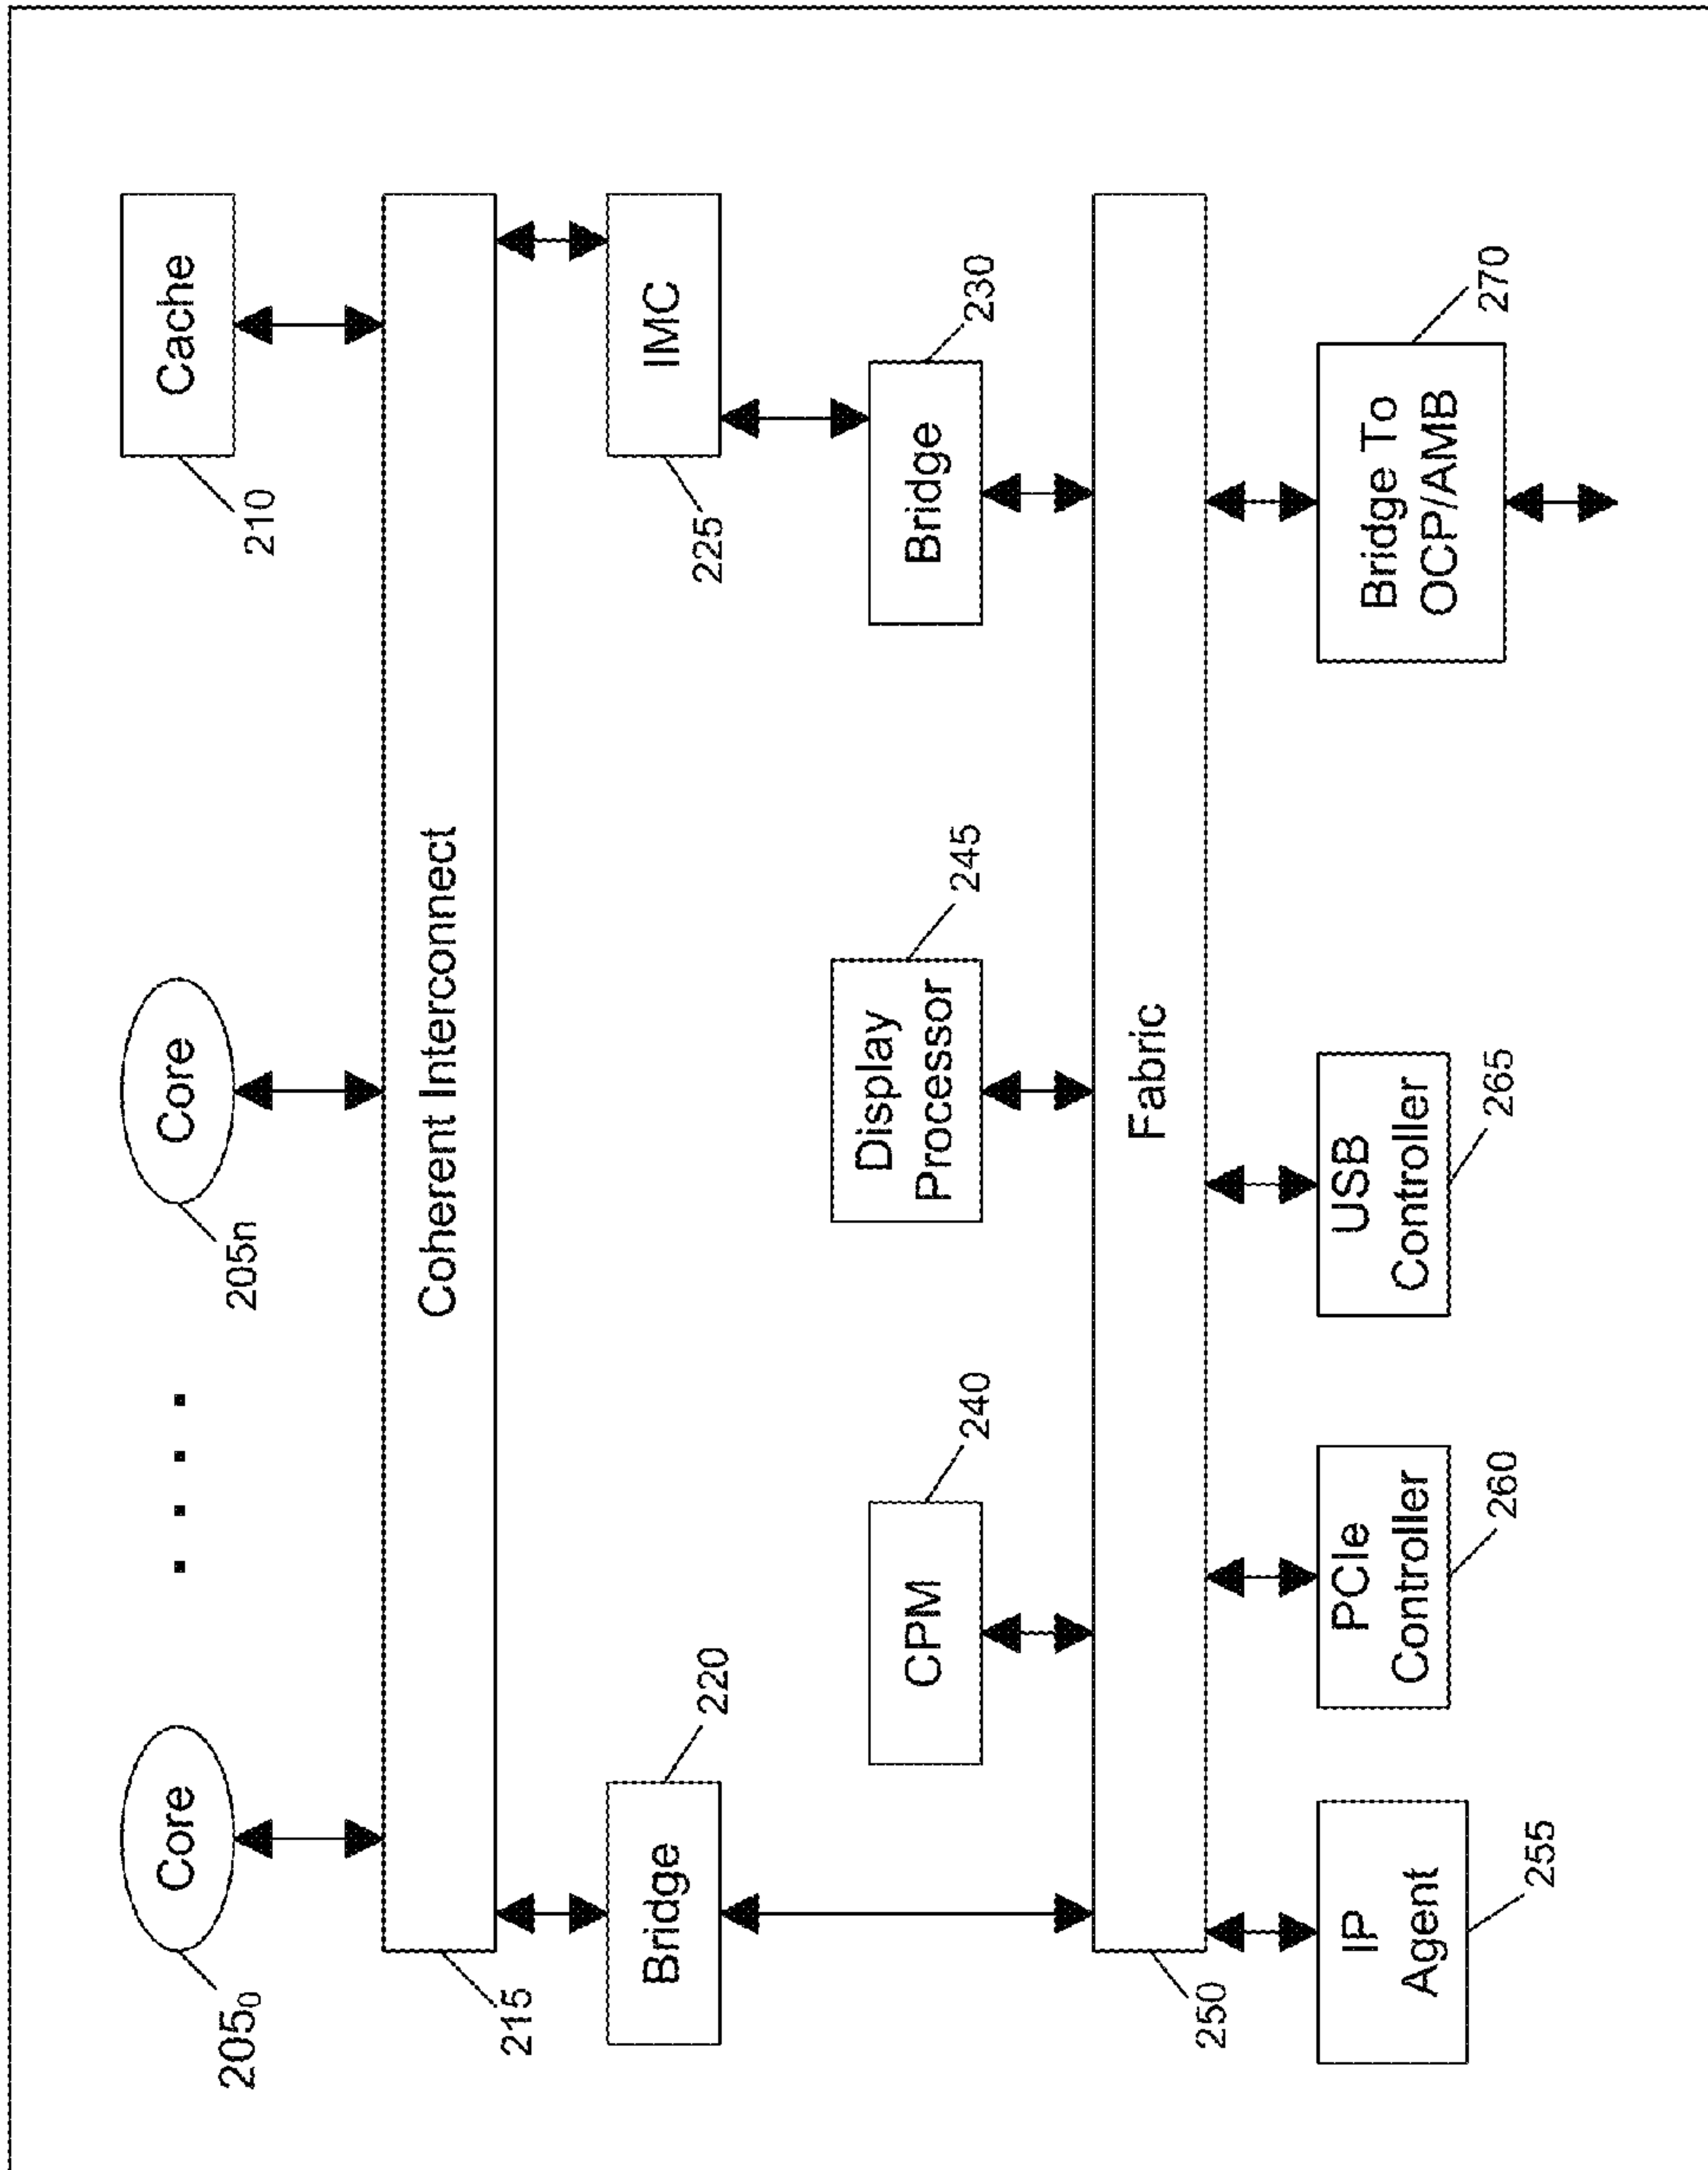 Core
. . . .
Core
Cache
205₀
205n
210
Coherent Interconnect
215
Bridge
220
IMC
225
CPM
240
Display
Processor
245
Bridge
230
Fabric
250
IP
Agent
255
PCIe
Controller
260
USB
Controller
265
Bridge To
OCP/AMB
270